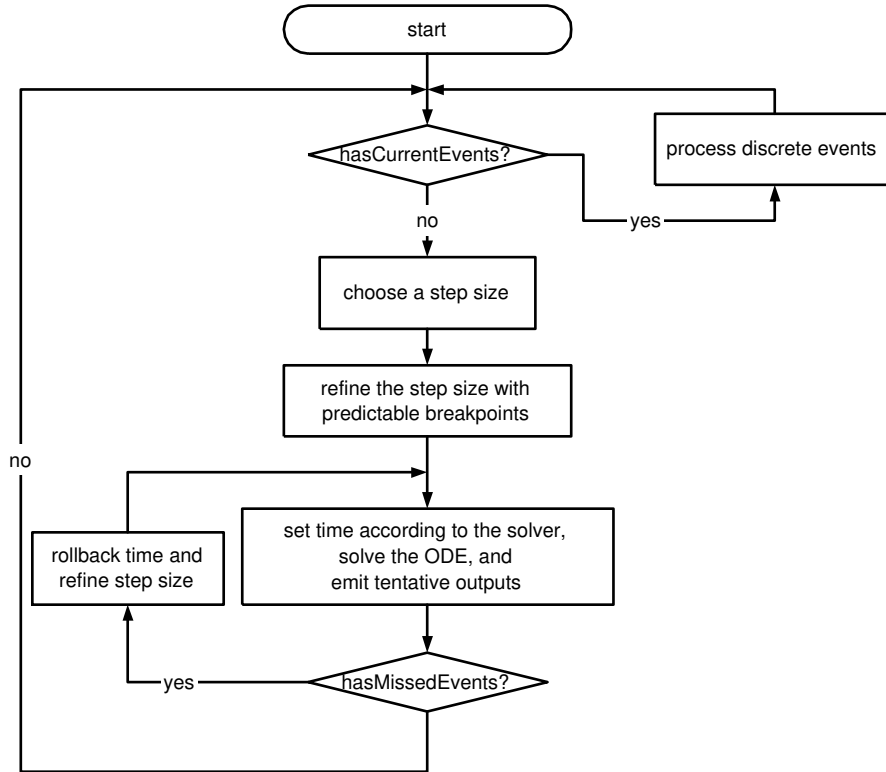 start
hasCurrentEvents?
process discrete events
no
yes
choose a step size
refine the step size with
predictable breakpoints
no
rollback time and
refine step size
set time according to the solver,
solve the ODE, and
emit tentative outputs
yes
hasMissedEvents?